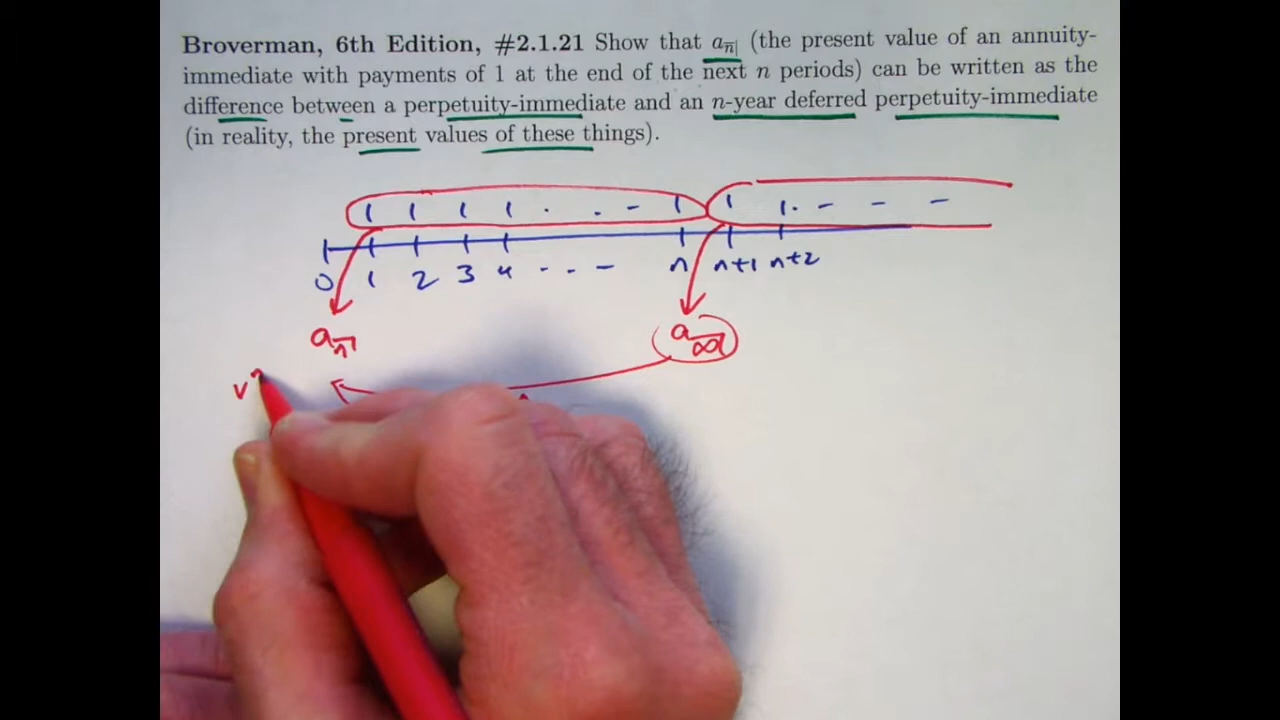 Broverman, 6th Edition, #2.1.21 Show that a_n̅| (the present value of an annuity-
immediate with payments of 1 at the end of the next n periods) can be written as the
difference between a perpetuity-immediate and an n-year deferred perpetuity-immediate
(in reality, the present values of these things).
1 1 1 1 . . - 1 1 1. - - -
0 1 2 3 4 - - - n n+1 n+2
a_n̅| a_∞̅|
v